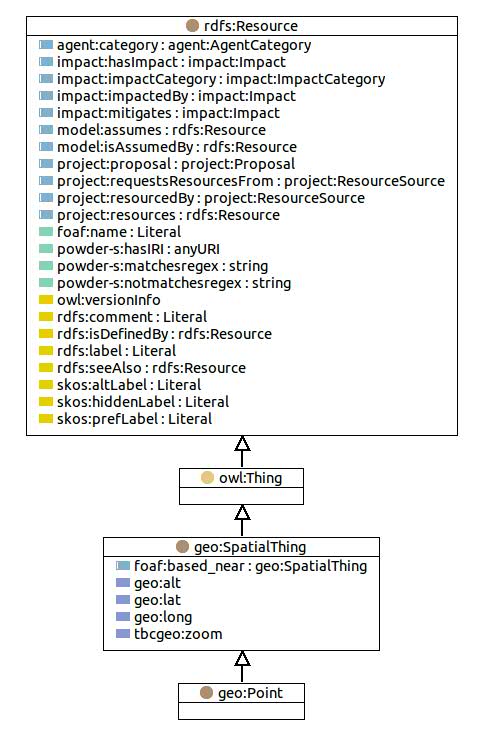 rdfs:Resource
agent:category : agent:AgentCategory
impact:hasImpact : impact:Impact
impact:impactCategory : impact:ImpactCategory
impact:impactedBy : impact:Impact
impact:mitigates : impact:Impact
model:assumes : rdfs:Resource
model:isAssumedBy : rdfs:Resource
project:proposal : project:Proposal
project:requestsResourcesFrom : project:ResourceSource
project:resourcedBy : project:ResourceSource
project:resources : rdfs:Resource
foaf:name : Literal
powder-s:hasIRI : anyURI
powder-s:matchesregex : string
powder-s:notmatchesregex : string
owl:versionInfo
rdfs:comment : Literal
rdfs:isDefinedBy : rdfs:Resource
rdfs:label : Literal
rdfs:seeAlso : rdfs:Resource
skos:altLabel : Literal
skos:hiddenLabel : Literal
skos:prefLabel : Literal
owl:Thing
geo:SpatialThing
foaf:based_near : geo:SpatialThing
geo:alt
geo:lat
geo:long
tbcgeo:zoom
geo:Point